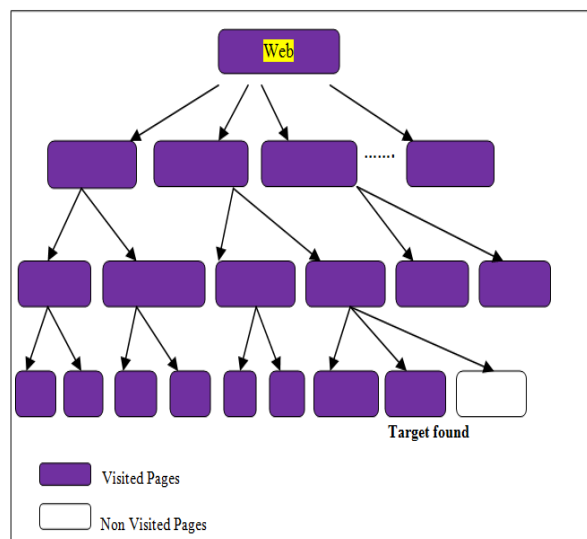 Web
.......
Target found
Visited Pages
Non Visited Pages